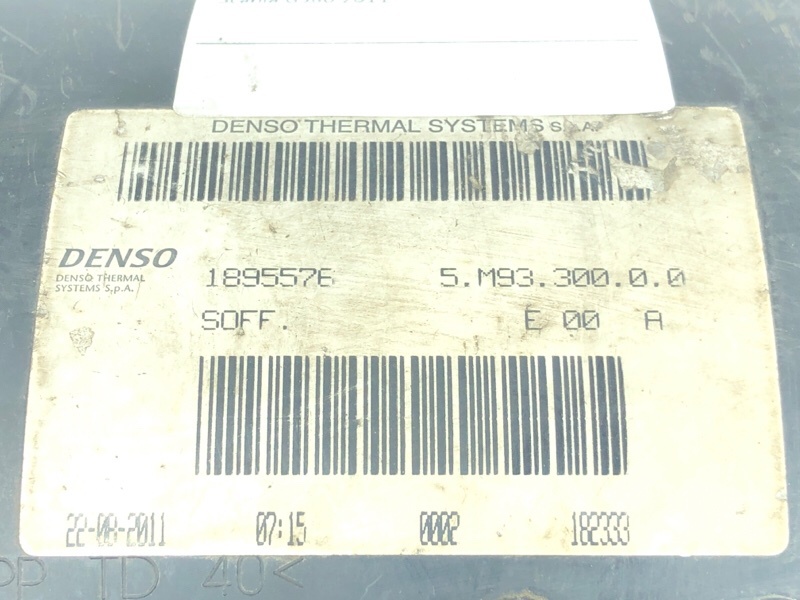 DENSO THERMAL SYSTEMS S.p.A.
DENSO
DENSO THERMAL
SYSTEMS S.p.A.
1895576 5.M93.300.0.0
SOFF. E 00 A
22-08-2011 07:15 0002 182333
PP TD 40<